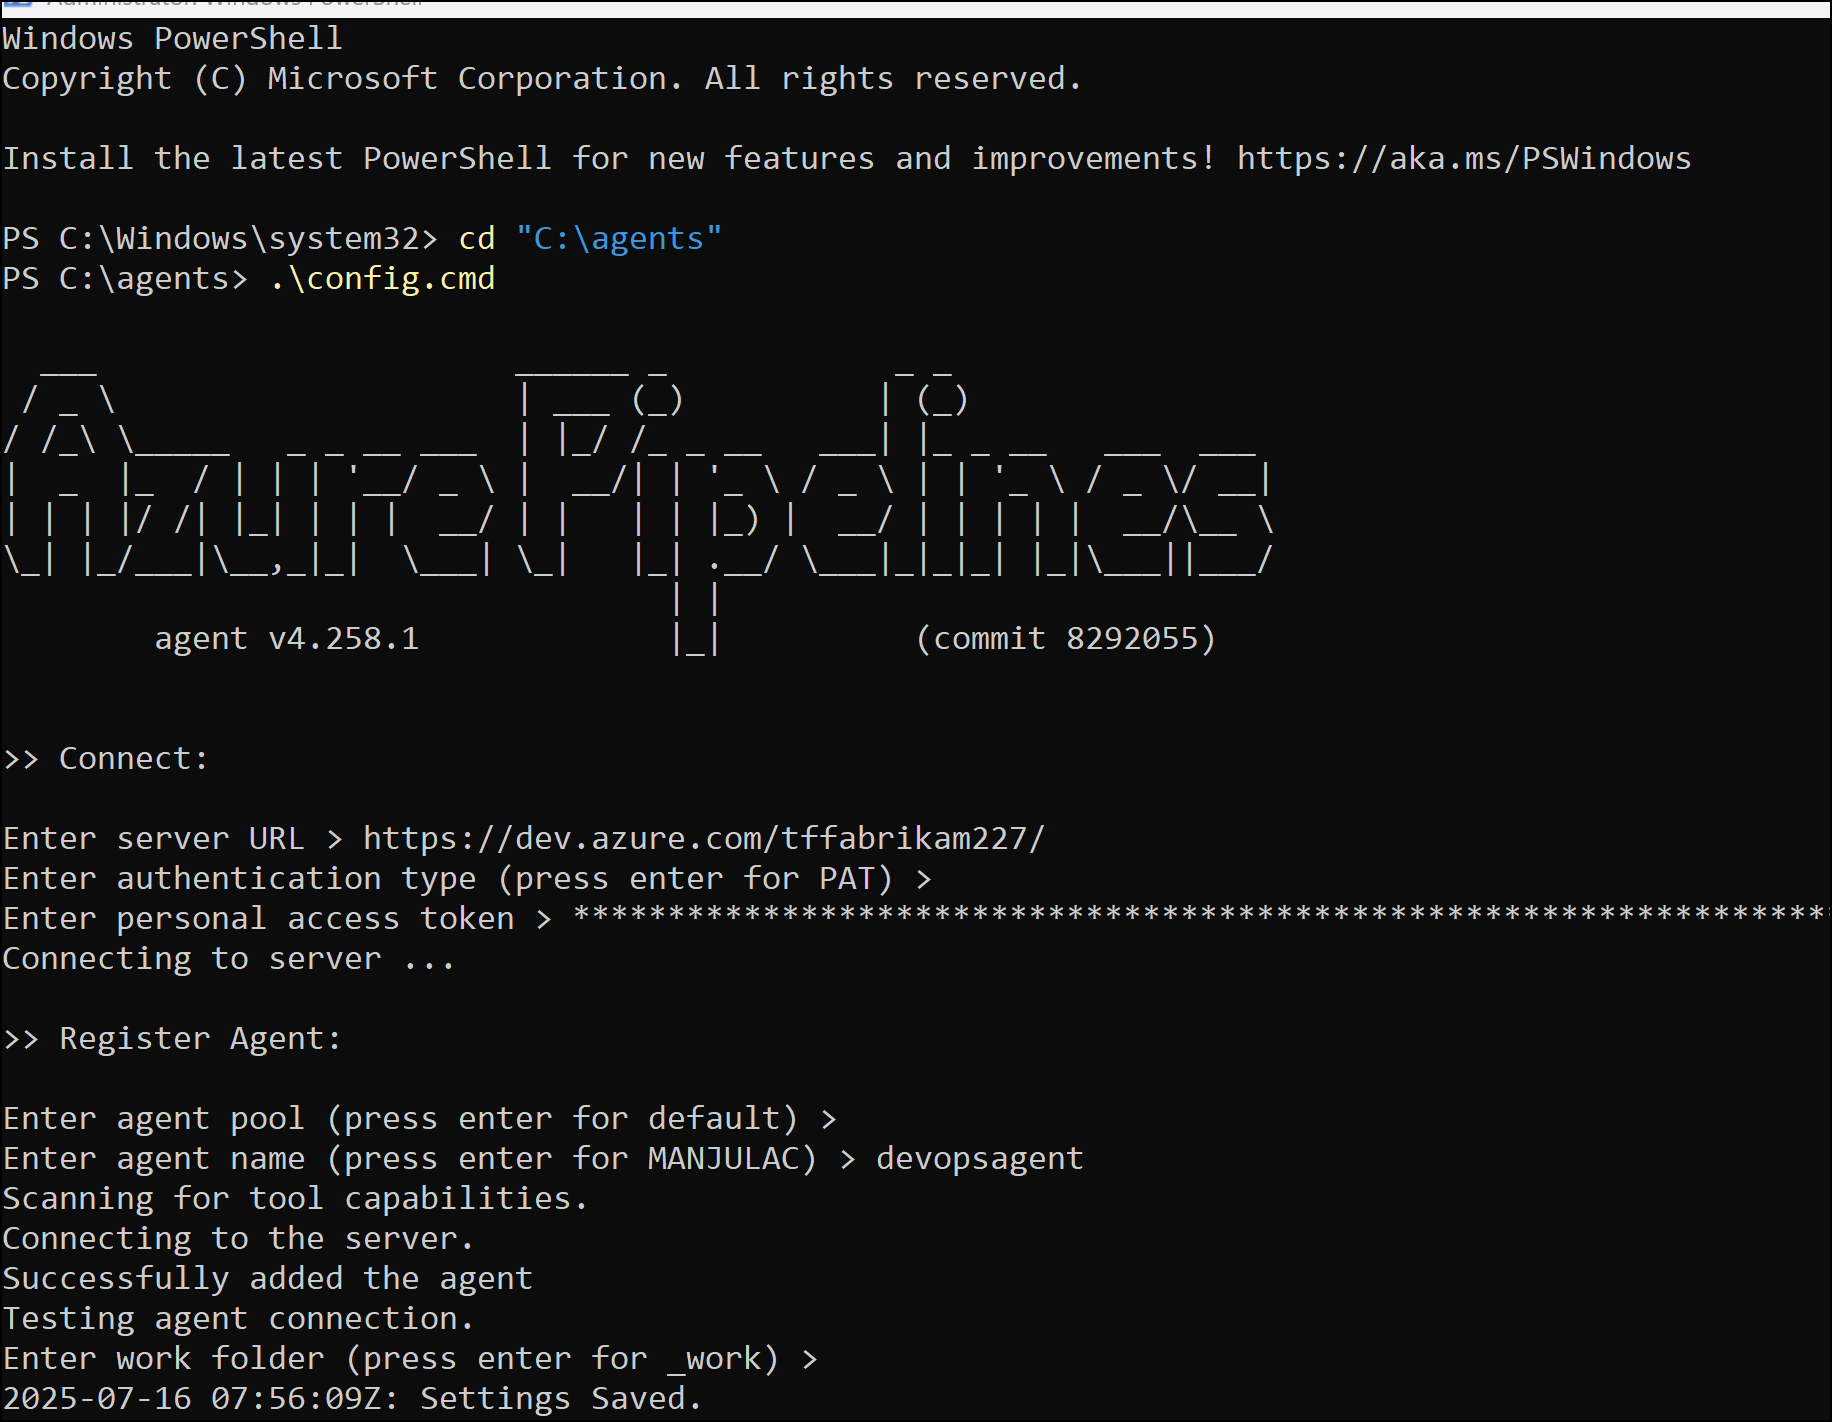 Administrator: Windows PowerShell
Windows PowerShell
Copyright (C) Microsoft Corporation. All rights reserved.
Install the latest PowerShell for new features and improvements! https://aka.ms/PSWindows
PS C:\Windows\system32> cd "C:\agents"
PS C:\agents> .\config.cmd
Azure Pipelines
agent v4.258.1 (commit 8292055)
>> Connect:
Enter server URL > https://dev.azure.com/tffabrikam227/
Enter authentication type (press enter for PAT) >
Enter personal access token > ******************************************************************
Connecting to server ...
>> Register Agent:
Enter agent pool (press enter for default) >
Enter agent name (press enter for MANJULAC) > devopsagent
Scanning for tool capabilities.
Connecting to the server.
Successfully added the agent
Testing agent connection.
Enter work folder (press enter for _work) >
2025-07-16 07:56:09Z: Settings Saved.